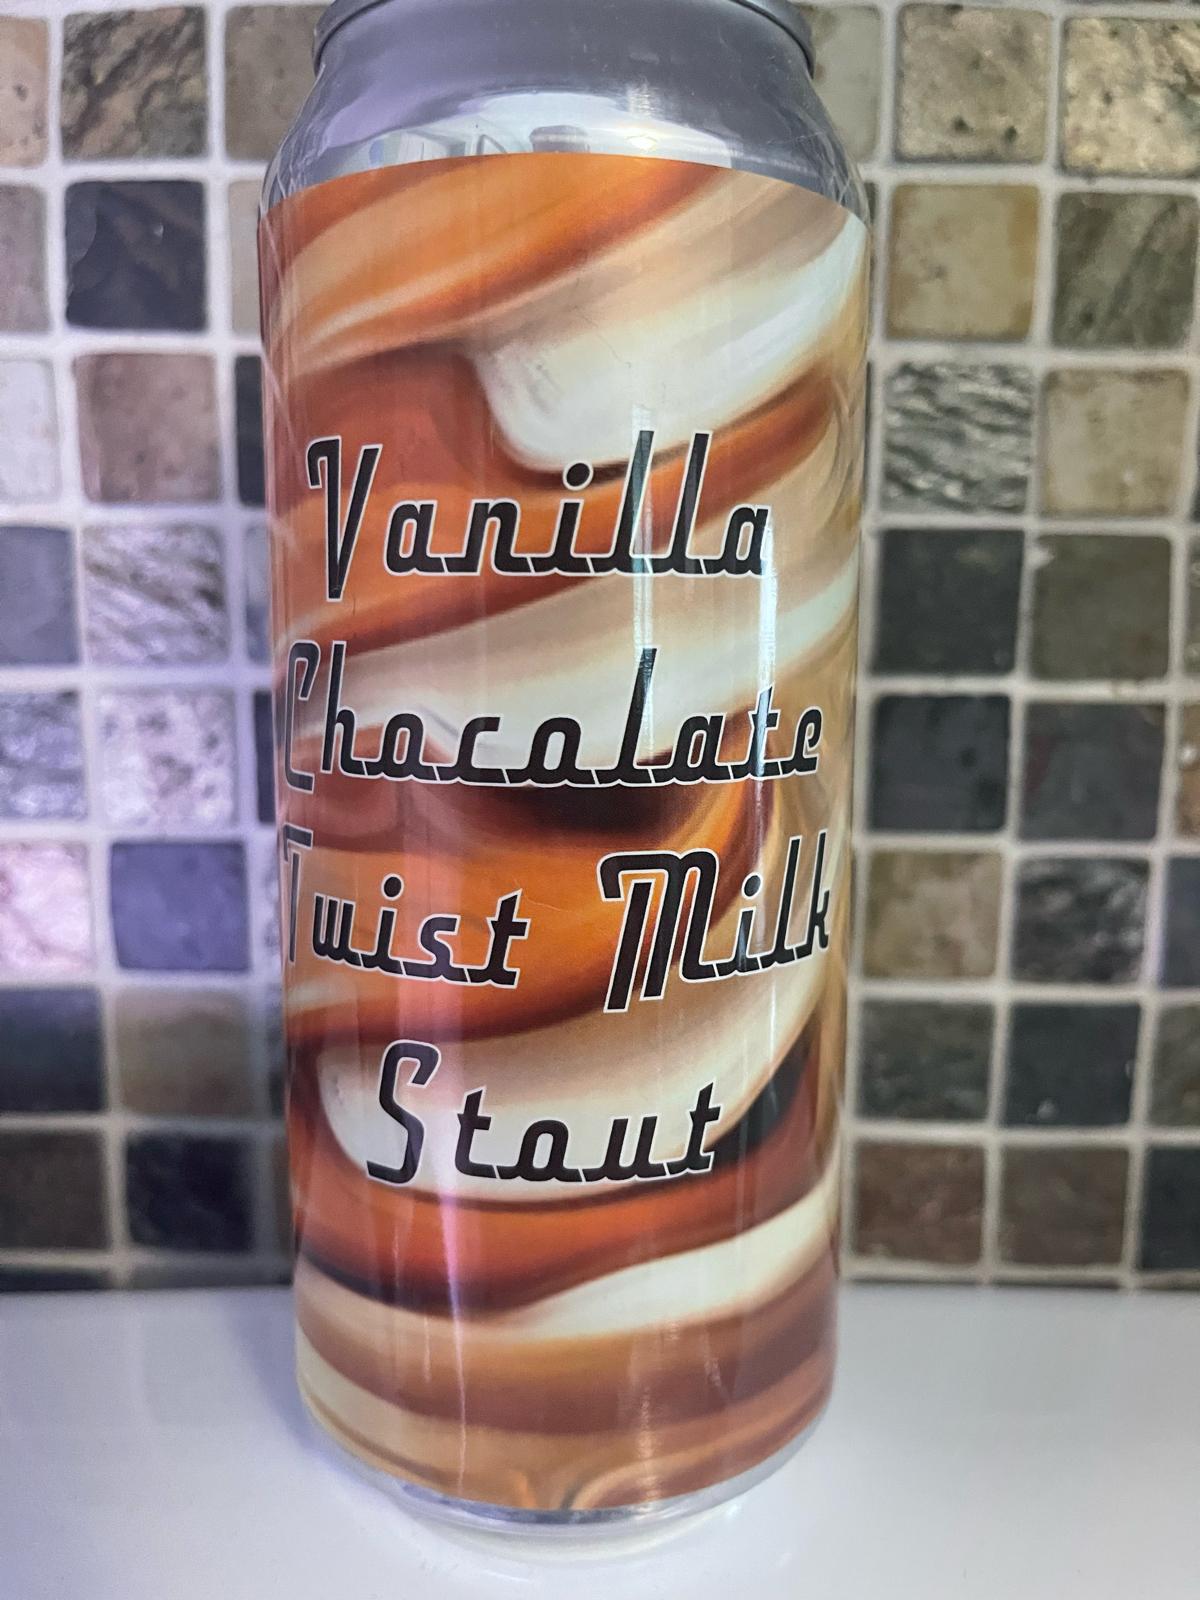 Vanilla
Chocolate
Twist Milk
Stout